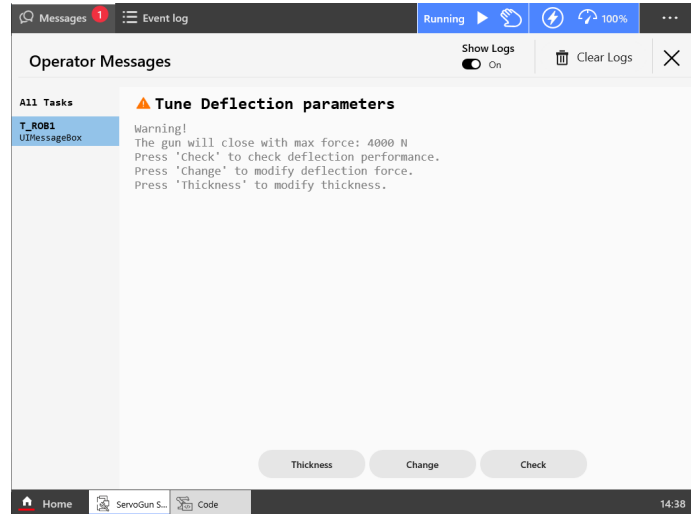 Messages 1 Event log Running 100% ...
Operator Messages Show Logs On Clear Logs
All Tasks
T_ROB1
UIMessageBox
Tune Deflection parameters
Warning!
The gun will close with max force: 4000 N
Press 'Check' to check deflection performance.
Press 'Change' to modify deflection force.
Press 'Thickness' to modify thickness.
Thickness Change Check
Home ServoGun S... Code 14:38